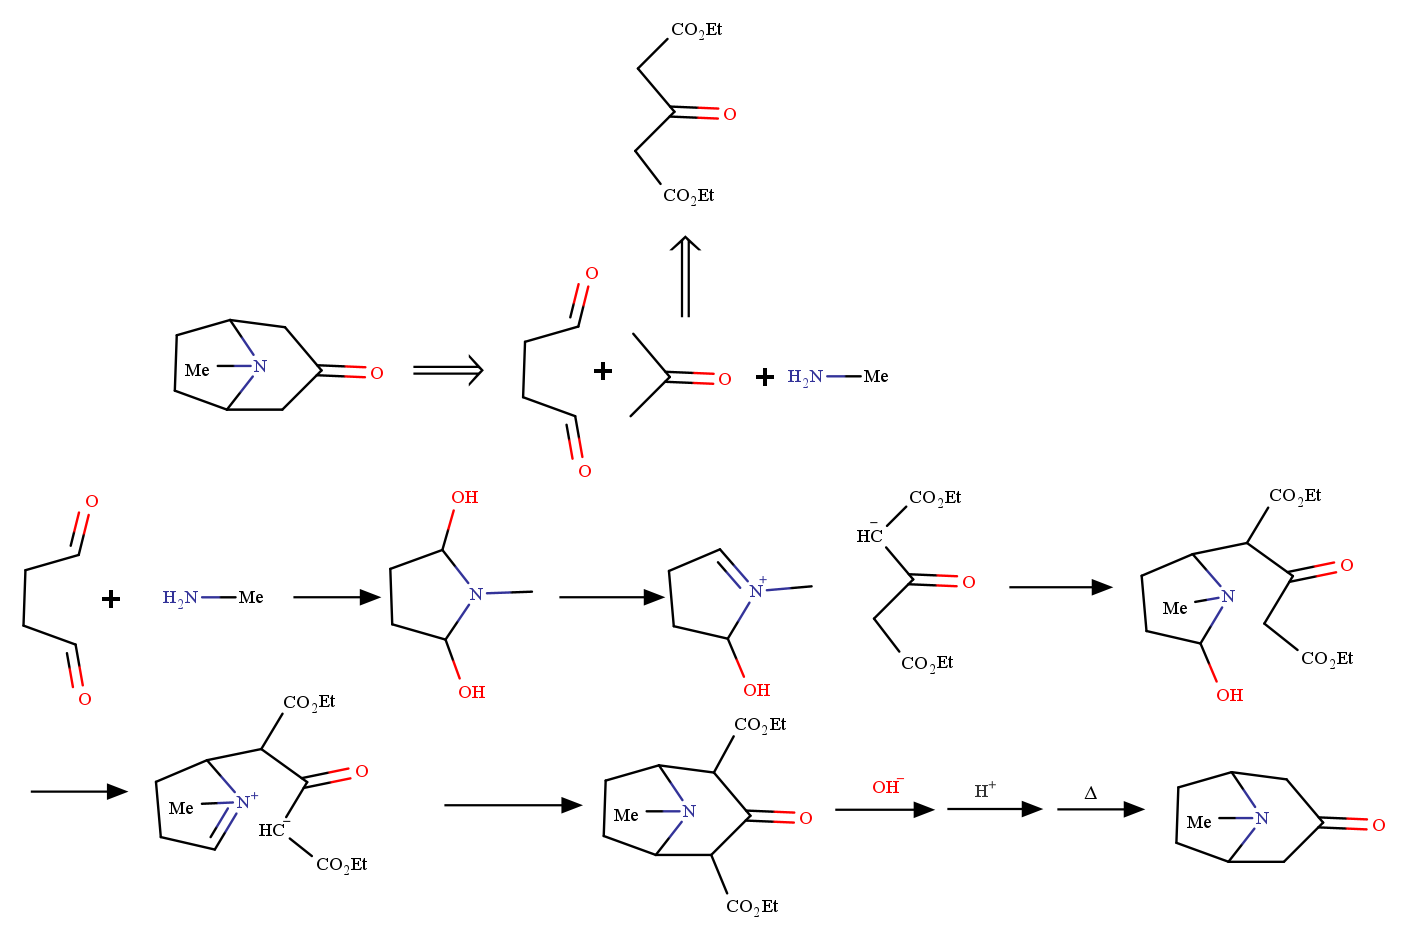 CO₂Et
O
CO₂Et
O
Me N O + O + H₂N Me
O
OH CO₂Et CO₂Et
O HC⁻
+ H₂N Me N N⁺ O Me N O
CO₂Et CO₂Et
O OH OH OH
CO₂Et CO₂Et
O
Me N⁺ HC⁻ Me N O OH⁻ H⁺ Δ Me N O
CO₂Et
CO₂Et